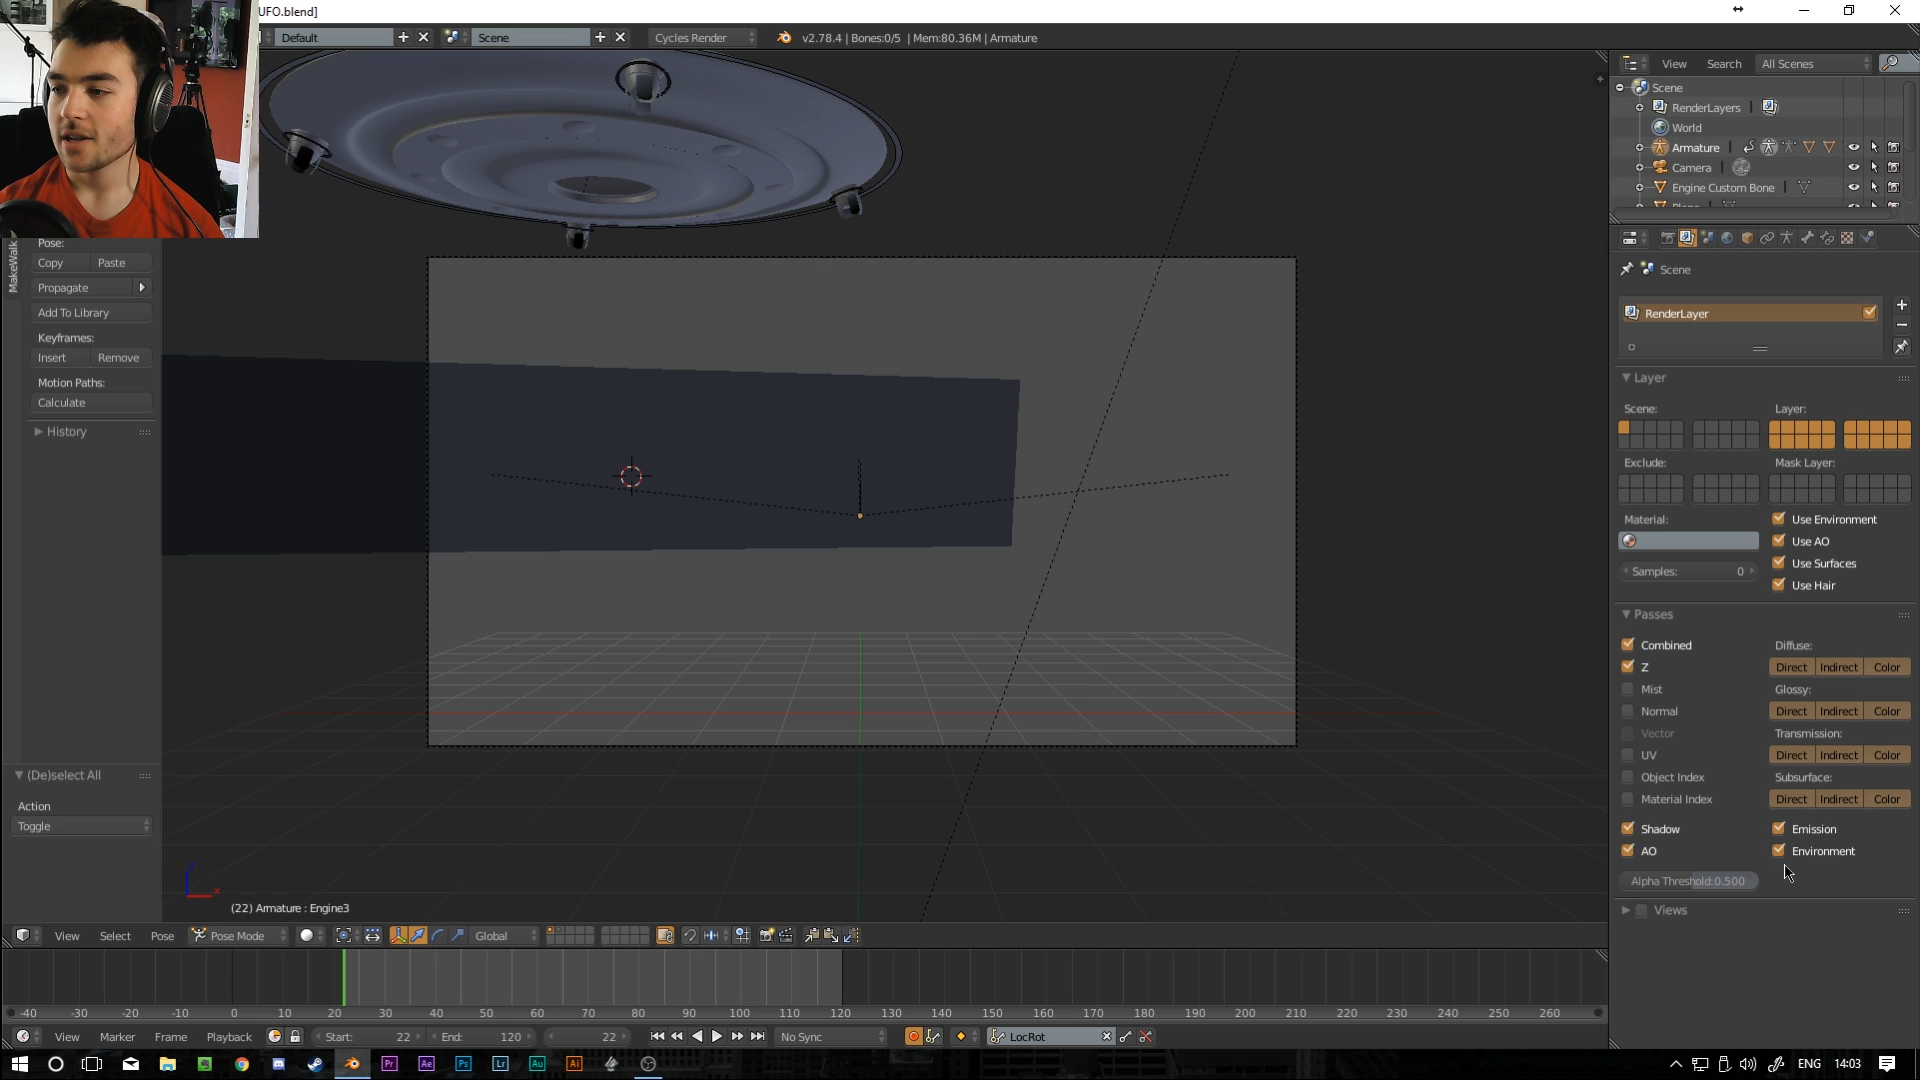 UFO.blend]
Default
Scene
Cycles Render
v2.78.4 | Bones:0/5 | Mem:80.36M | Armature
View
Search
All Scenes
Scene
RenderLayers
World
Armature
Camera
Engine Custom Bone
Scene
RenderLayer
Layer
Scene:
Layer:
Exclude:
Mask Layer:
Material:
Use Environment
Use AO
Use Surfaces
Samples: 0
Use Hair
Passes
Combined
Diffuse:
Z
Direct Indirect Color
Mist
Glossy:
Normal
Direct Indirect Color
Vector
Transmission:
UV
Direct Indirect Color
Object Index
Subsurface:
Material Index
Direct Indirect Color
Shadow
Emission
AO
Environment
Alpha Threshold:0.500
Views
MakeWalk
Pose:
Copy Paste
Propagate
Add To Library
Keyframes:
Insert Remove
Motion Paths:
Calculate
History
(De)select All
Action
Toggle
x
(22) Armature : Engine3
View Select Pose Pose Mode Global
-40 -30 -20 -10 0 10 20 30 40 50 60 70 80 90 100 110 120 130 140 150 160 170 180 190 200 210 220 230 240 250 260
View Marker Frame Playback Start: 22 End: 120 22 No Sync LocRot
Pr Ae Ps Lr Au Ai ENG 14:03